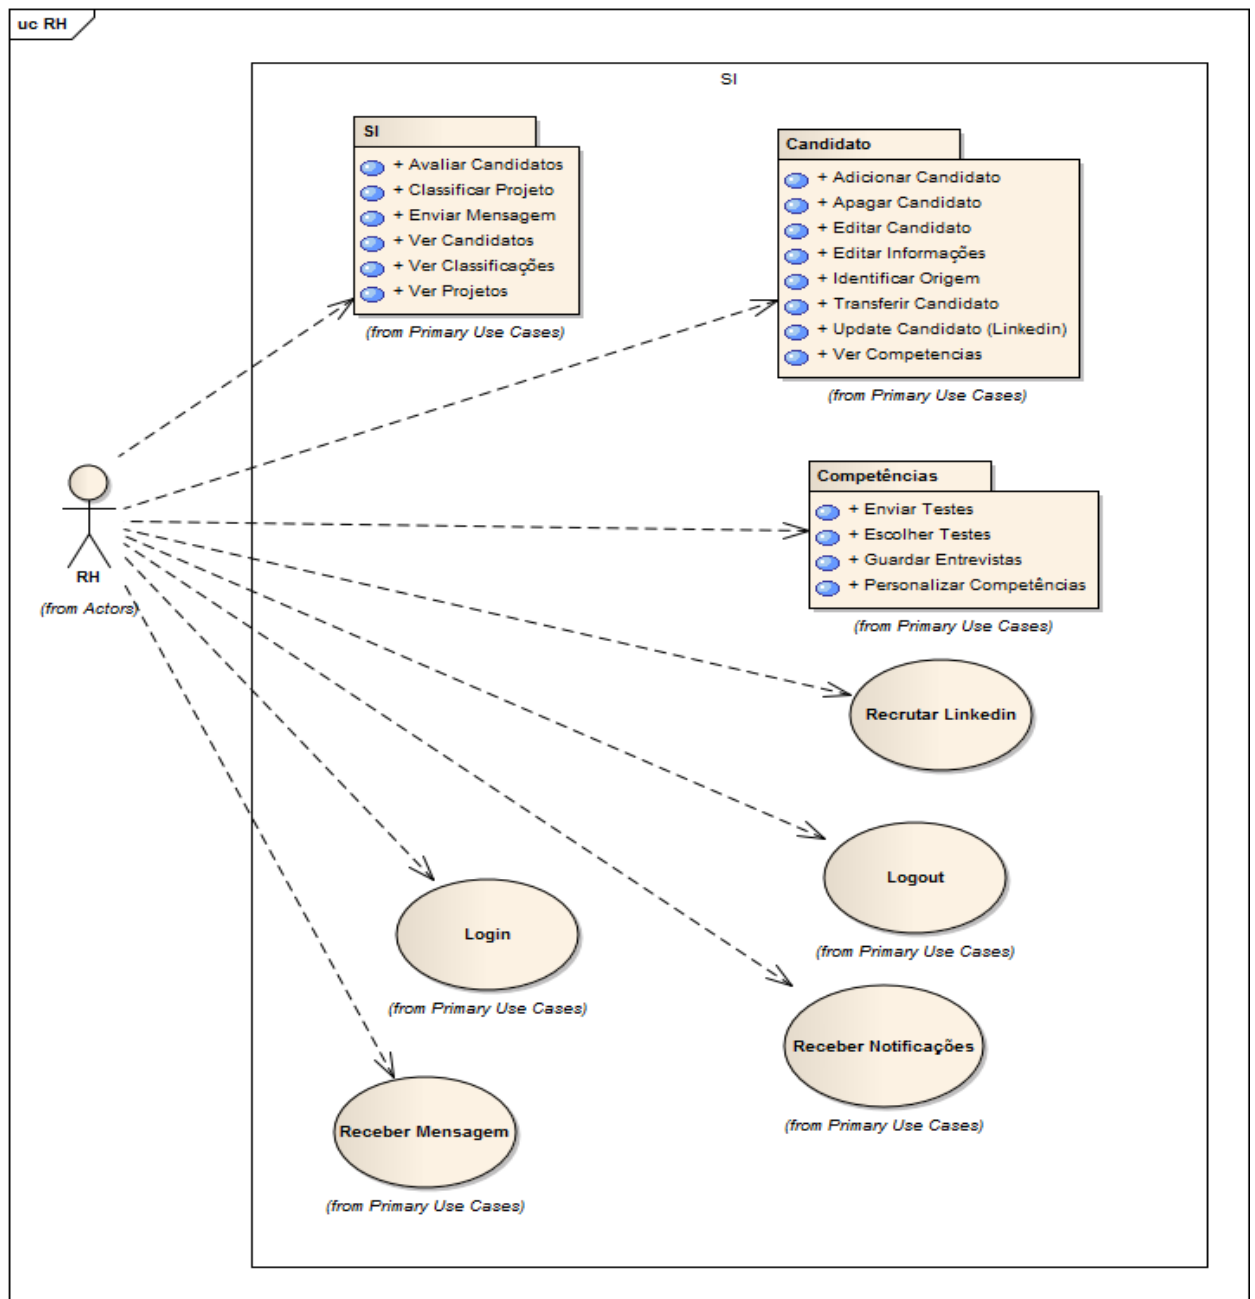 uc RH
SI
SI
+ Avaliar Candidatos
+ Classificar Projeto
+ Enviar Mensagem
+ Ver Candidatos
+ Ver Classificações
+ Ver Projetos
(from Primary Use Cases)
Candidato
+ Adicionar Candidato
+ Apagar Candidato
+ Editar Candidato
+ Editar Informações
+ Identificar Origem
+ Transferir Candidato
+ Update Candidato (Linkedin)
+ Ver Competencias
(from Primary Use Cases)
Competências
+ Enviar Testes
+ Escolher Testes
+ Guardar Entrevistas
+ Personalizar Competências
(from Primary Use Cases)
RH
(from Actors)
Recrutar Linkedin
Logout
(from Primary Use Cases)
Login
(from Primary Use Cases)
Receber Notificações
(from Primary Use Cases)
Receber Mensagem
(from Primary Use Cases)